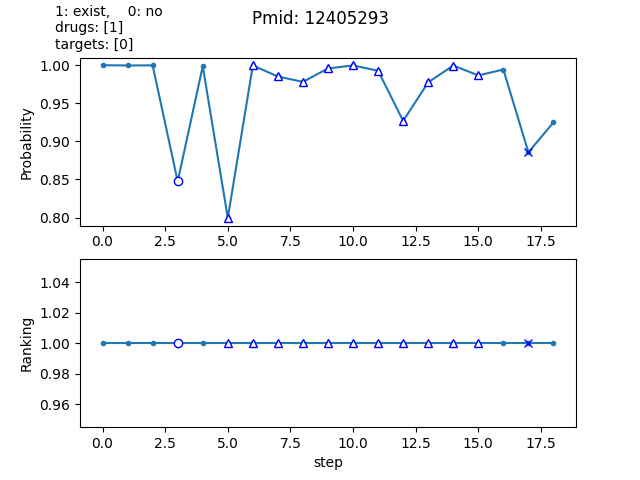 1: exist,    0: no
drugs: [1]
targets: [0]
Pmid: 12405293
Probability
1.00
0.95
0.90
0.85
0.80
0.0 2.5 5.0 7.5 10.0 12.5 15.0 17.5
Ranking
1.04
1.02
1.00
0.98
0.96
0.0 2.5 5.0 7.5 10.0 12.5 15.0 17.5
step